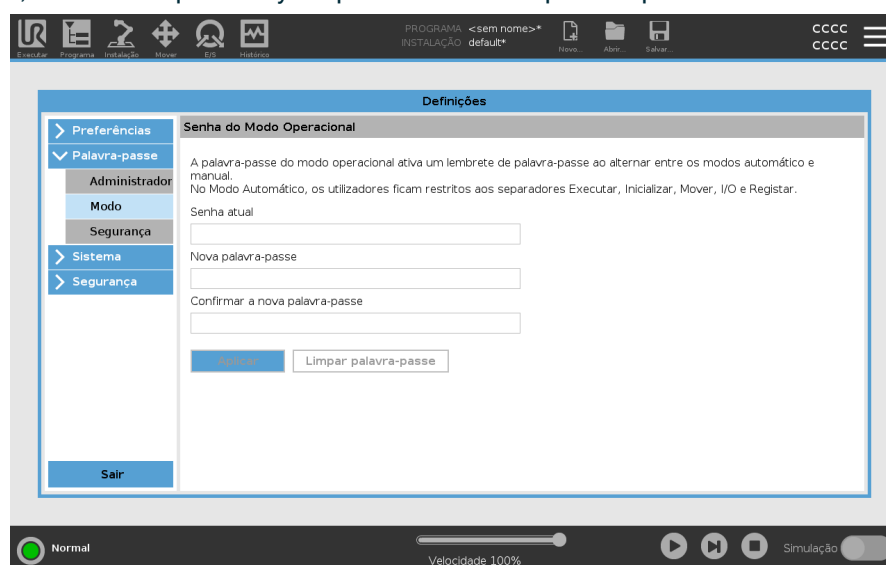 PROGRAMA <sem nome>*
INSTALAÇÃO default*
CCCC
CCCC
Executar Programa Instalação Mover E/S Histórico Novo... Abrir... Salvar...
Definições
Preferências
Palavra-passe
Administrador
Modo
Segurança
Sistema
Segurança
Sair
Senha do Modo Operacional
A palavra-passe do modo operacional ativa um lembrete de palavra-passe ao alternar entre os modos automático e
manual.
No Modo Automático, os utilizadores ficam restritos aos separadores Executar, Inicializar, Mover, I/O e Registar.
Senha atual
Nova palavra-passe
Confirmar a nova palavra-passe
Aplicar Limpar palavra-passe
Normal
Velocidade 100%
Simulação